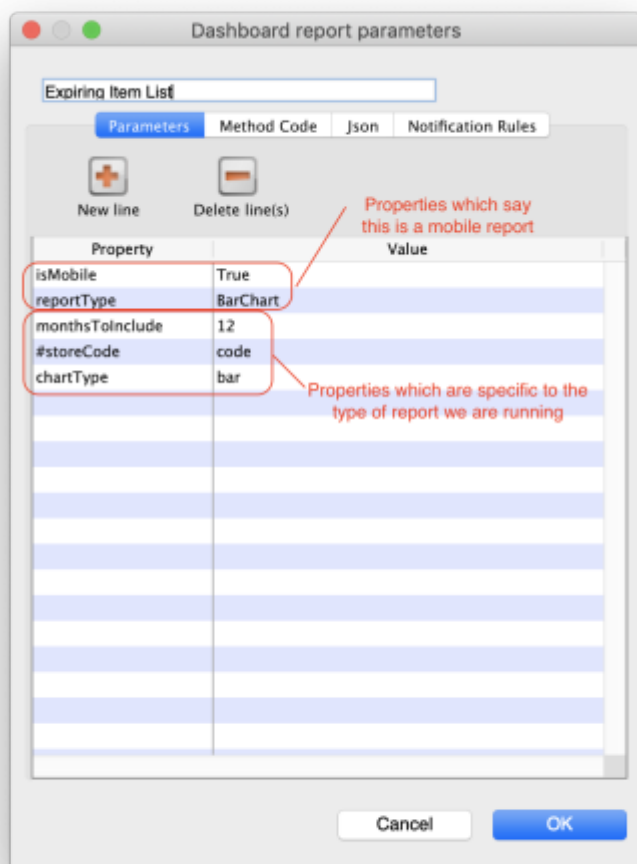 Dashboard report parameters
Expiring Item List
Parameters Method Code Json Notification Rules
New line Delete line(s)
Properties which say
this is a mobile report
Property Value
isMobile True
reportType BarChart
monthsToInclude 12
#storeCode code
chartType bar
Properties which are specific to the
type of report we are running
Cancel OK